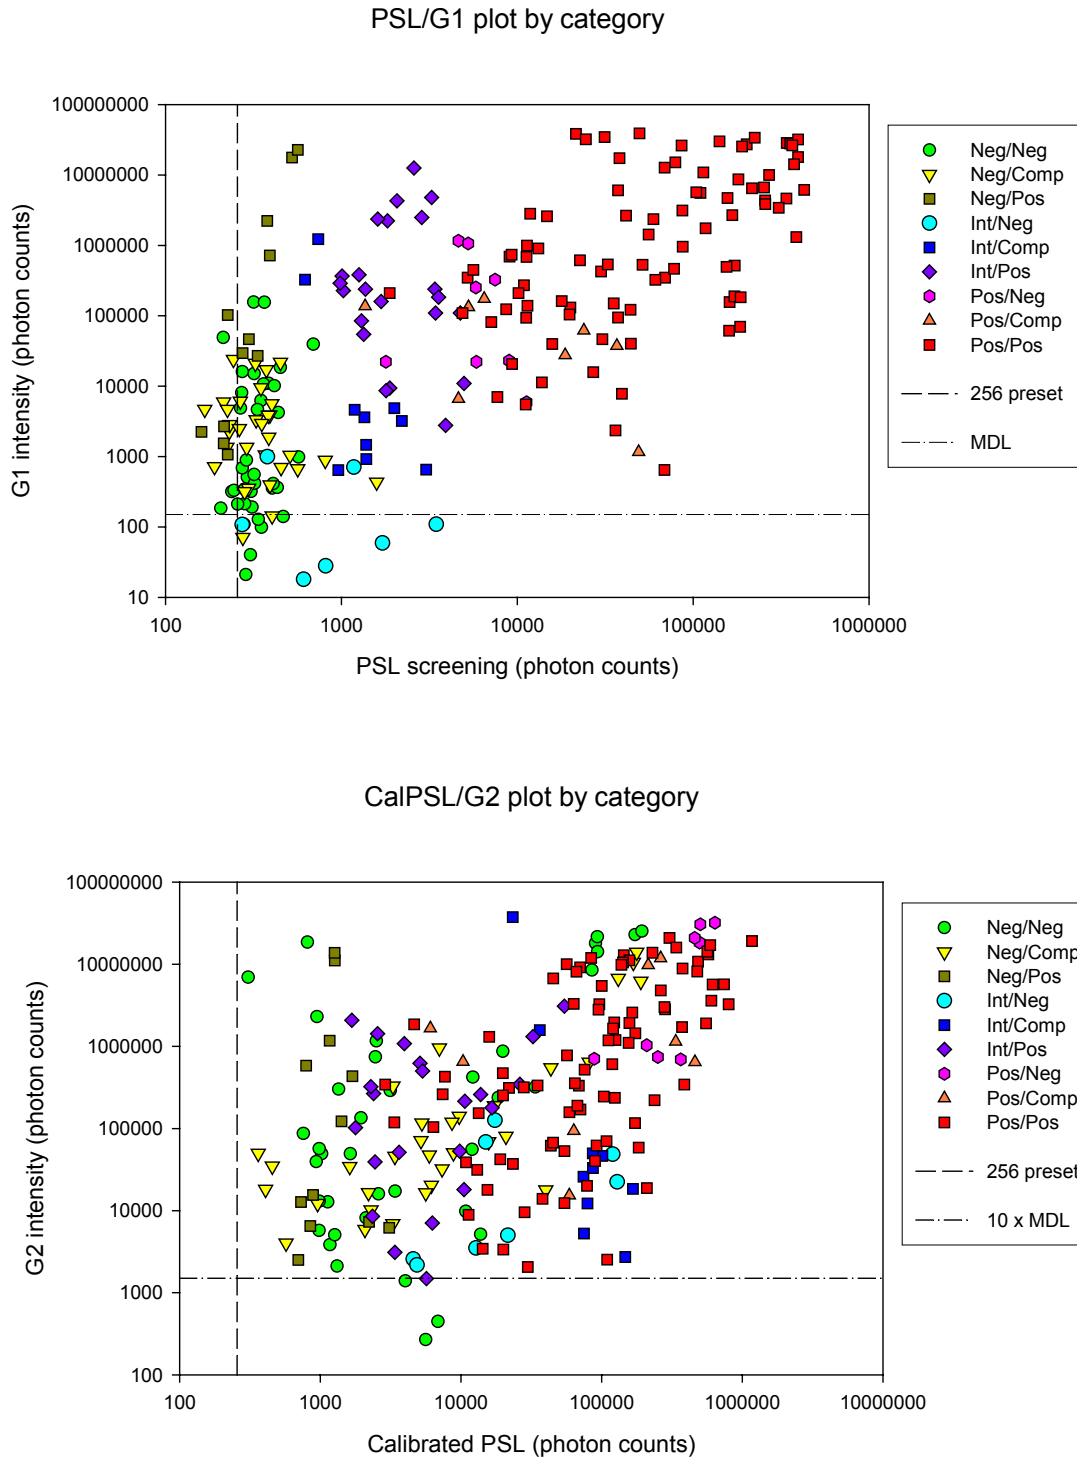 PSL/G1 plot by category
100000000
10000000
1000000
100000
10000
1000
100
10
G1 intensity (photon counts)
100
1000
10000
100000
1000000
PSL screening (photon counts)
Neg/Neg
Neg/Comp
Neg/Pos
Int/Neg
Int/Comp
Int/Pos
Pos/Neg
Pos/Comp
Pos/Pos
256 preset
MDL
CalPSL/G2 plot by category
100000000
10000000
1000000
100000
10000
1000
100
G2 intensity (photon counts)
100
1000
10000
100000
1000000
10000000
Calibrated PSL (photon counts)
Neg/Neg
Neg/Comp
Neg/Pos
Int/Neg
Int/Comp
Int/Pos
Pos/Neg
Pos/Comp
Pos/Pos
256 preset
10 x MDL